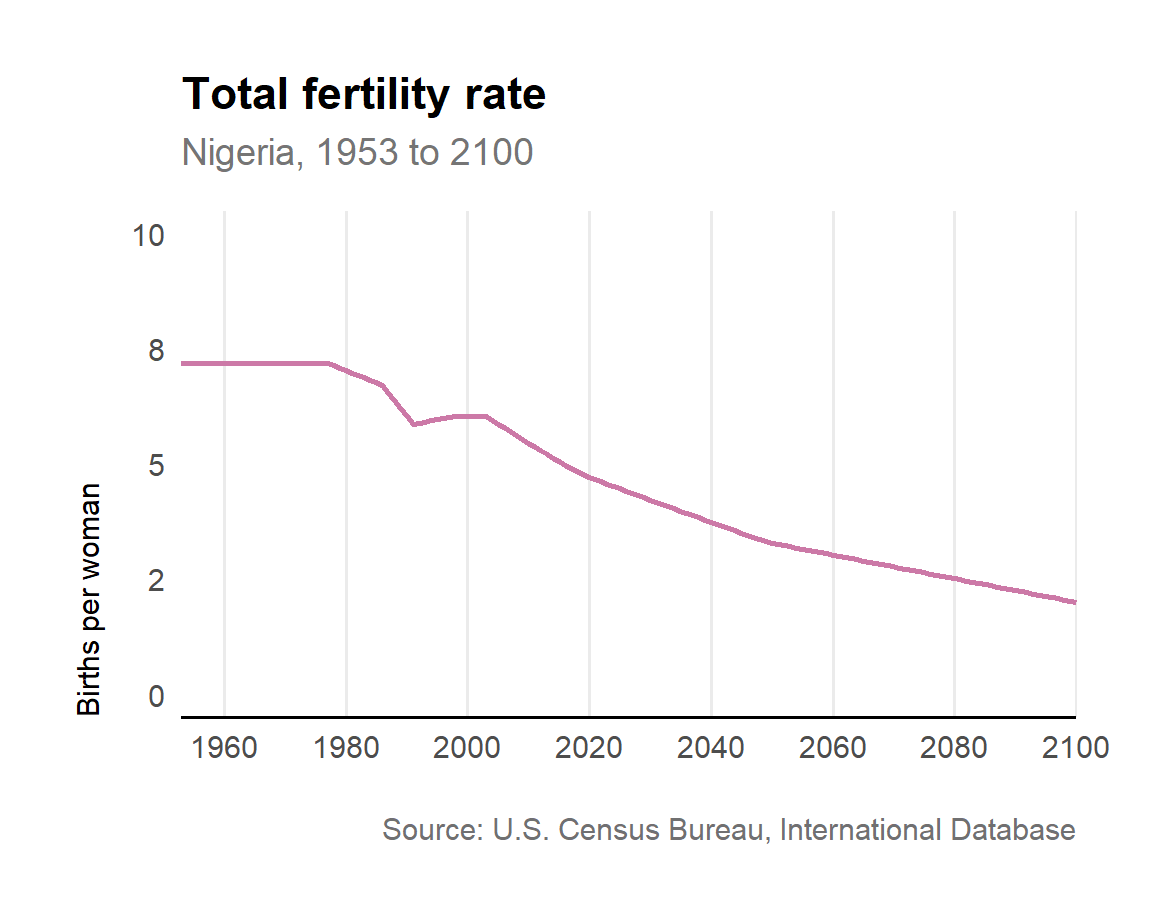 Total fertility rate
Nigeria, 1953 to 2100
10
8
5
2
0
Births per woman
1960 1980 2000 2020 2040 2060 2080 2100
Source: U.S. Census Bureau, International Database